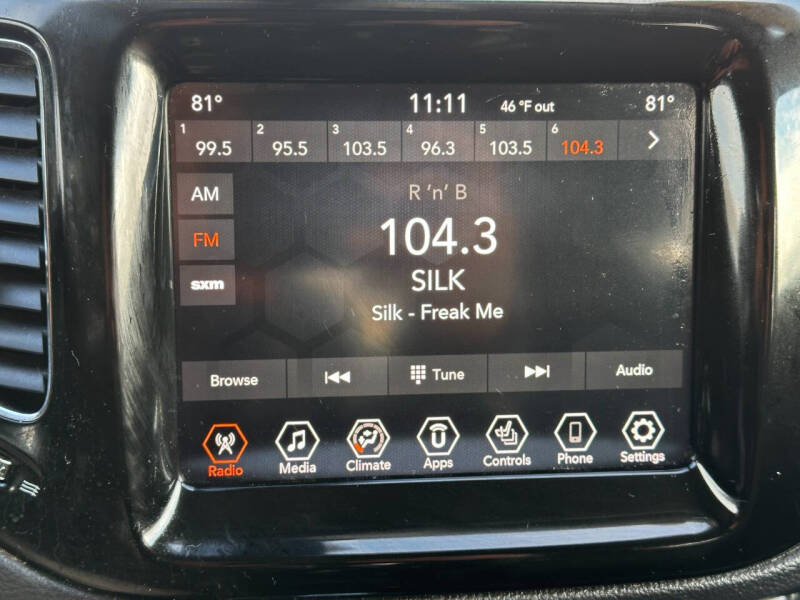 81° 11:11 46 °F out 81°
1 2 3 4 5 6
99.5 95.5 103.5 96.3 103.5 104.3
AM
FM
sxm
R 'n' B
104.3
SILK
Silk - Freak Me
Browse Tune Audio
Radio Media Climate Apps Controls Phone Settings